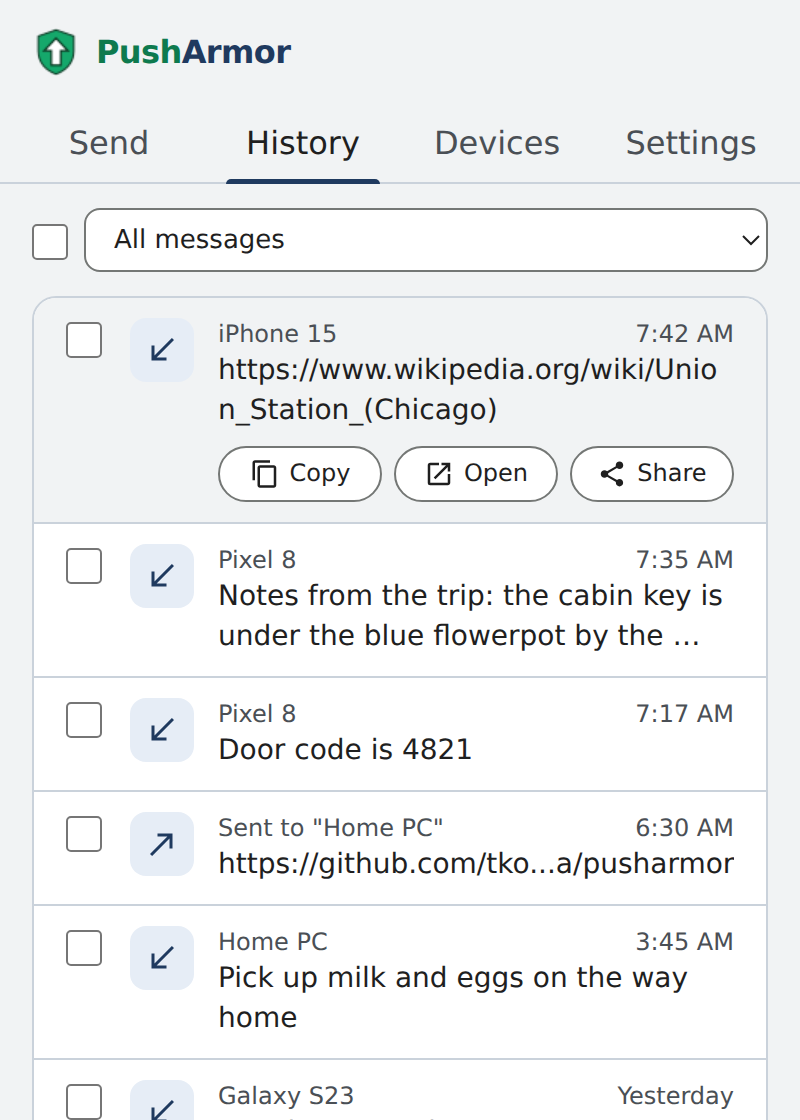 PushArmor
Send History Devices Settings
All messages
iPhone 15 7:42 AM
https://www.wikipedia.org/wiki/Unio
n_Station_(Chicago)
Copy Open Share
Pixel 8 7:35 AM
Notes from the trip: the cabin key is
under the blue flowerpot by the …
Pixel 8 7:17 AM
Door code is 4821
Sent to "Home PC" 6:30 AM
https://github.com/tko...a/pusharmor
Home PC 3:45 AM
Pick up milk and eggs on the way
home
Galaxy S23 Yesterday